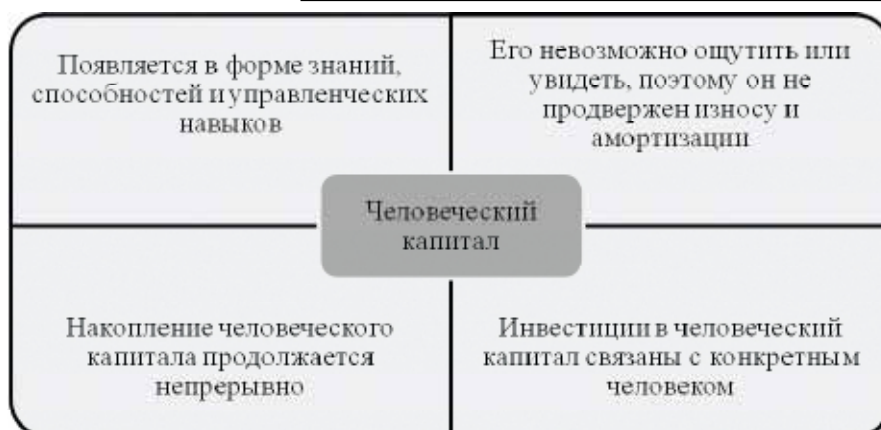 Появляется в форме знаний,
способностей и управленческих
навыков
Его невозможно ощутить или
увидеть, поэтому он не
продвержен износу и
амортизации
Человеческий
капитал
Накопление человеческого
капитала продолжается
непрерывно
Инвестиции в человеческий
капитал связаны с конкретным
человеком